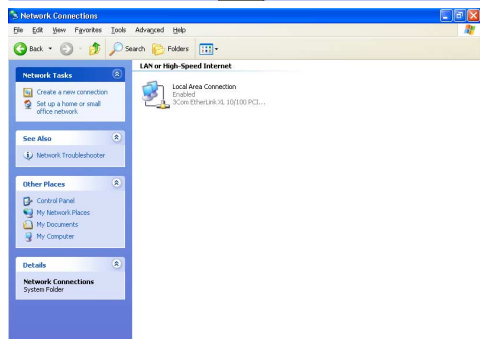 Network Connections
File Edit View Favorites Tools Advanced Help
Back Search Folders
Network Tasks
Create a new connection
Set up a home or small
office network
See Also
Network Troubleshooter
Other Places
Control Panel
My Network Places
My Documents
My Computer
Details
Network Connections
System Folder
LAN or High-Speed Internet
Local Area Connection
Enabled
3Com EtherLink XL 10/100 PCI...